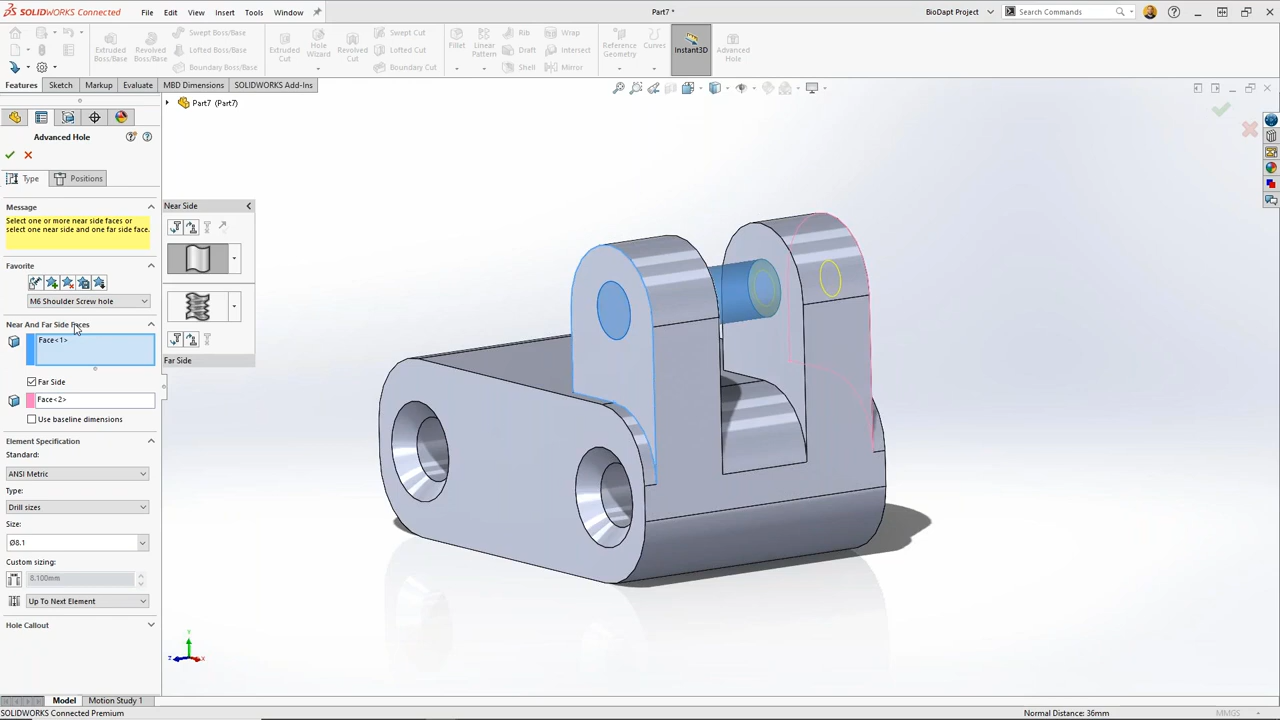 SOLIDWORKS CONNECTED
File Edit View Insert Tools Window
Part7 *
BioDapt Project
Search Commands
Extruded Boss/Base
Revolved Boss/Base
Swept Boss/Base
Lofted Boss/Base
Boundary Boss/Base
Extruded Cut
Hole Wizard
Revolved Cut
Swept Cut
Lofted Cut
Boundary Cut
Fillet
Linear Pattern
Rib
Draft
Shell
Wrap
Intersect
Mirror
Reference Geometry
Curves
Instant3D
Advanced Hole
Features Sketch Markup Evaluate MBD Dimensions SOLIDWORKS Add-Ins
Part7 (Part7)
Advanced Hole
Type Positions
Message
Select one or more near side faces or
select one near side and one far side face.
Favorite
M6 Shoulder Screw hole
Near And Far Side Faces
Face<1>
Far Side
Face<2>
Use baseline dimensions
Element Specification
Standard:
ANSI Metric
Type:
Drill sizes
Size:
Ø8.1
Custom sizing:
8.100mm
Up To Next Element
Hole Callout
Near Side
Far Side
Y
Z
X
Model Motion Study 1
SOLIDWORKS Connected Premium
Normal Distance: 36mm
MMGS